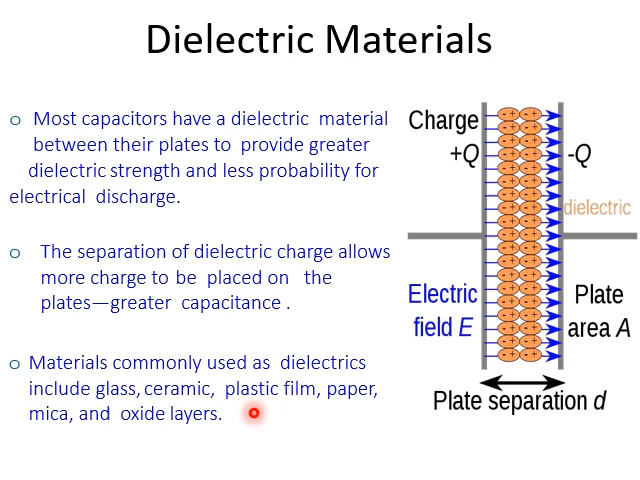 Dielectric Materials
o Most capacitors have a dielectric material
between their plates to provide greater
dielectric strength and less probability for
electrical discharge.
o The separation of dielectric charge allows
more charge to be placed on the
plates—greater capacitance .
o Materials commonly used as dielectrics
include glass, ceramic, plastic film, paper,
mica, and oxide layers.
Charge
+Q
-Q
dielectric
Electric
field E
Plate
area A
Plate separation d